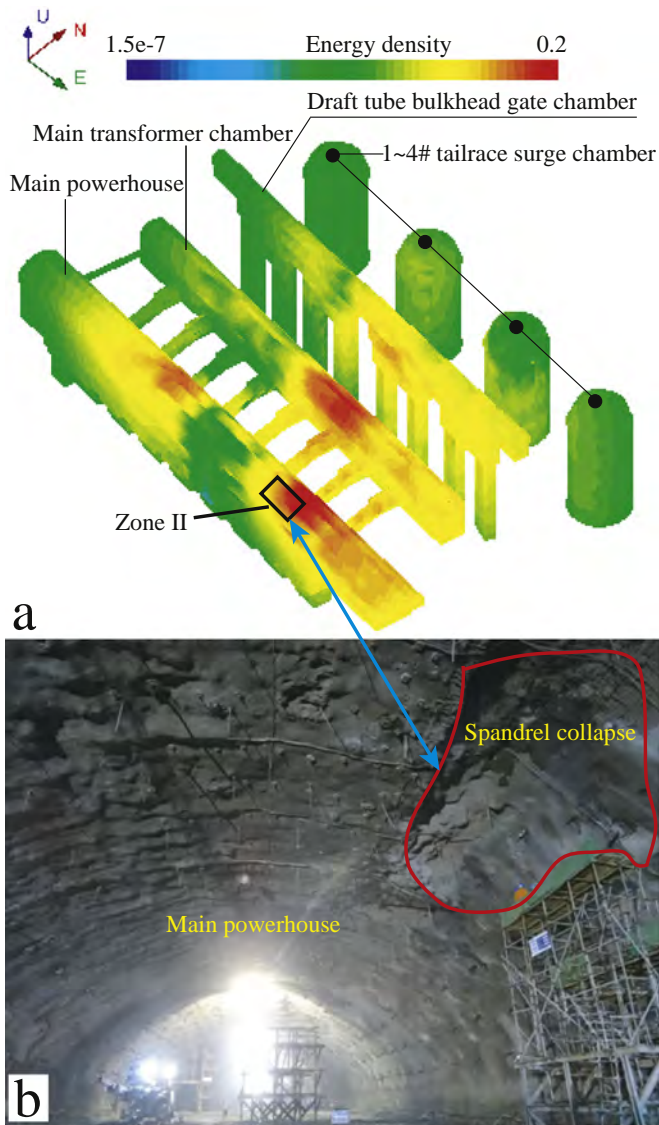 U
N
E
1.5e-7
Energy density
0.2
Draft tube bulkhead gate chamber
Main transformer chamber
1~4# tailrace surge chamber
Main powerhouse
Zone II
a
Spandrel collapse
Main powerhouse
b